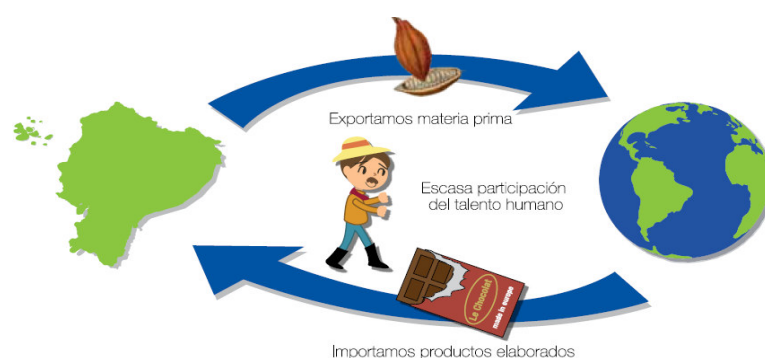 Exportamos materia prima
Escasa participación
del talento humano
Le Chocolat
made in europe
Importamos productos elaborados